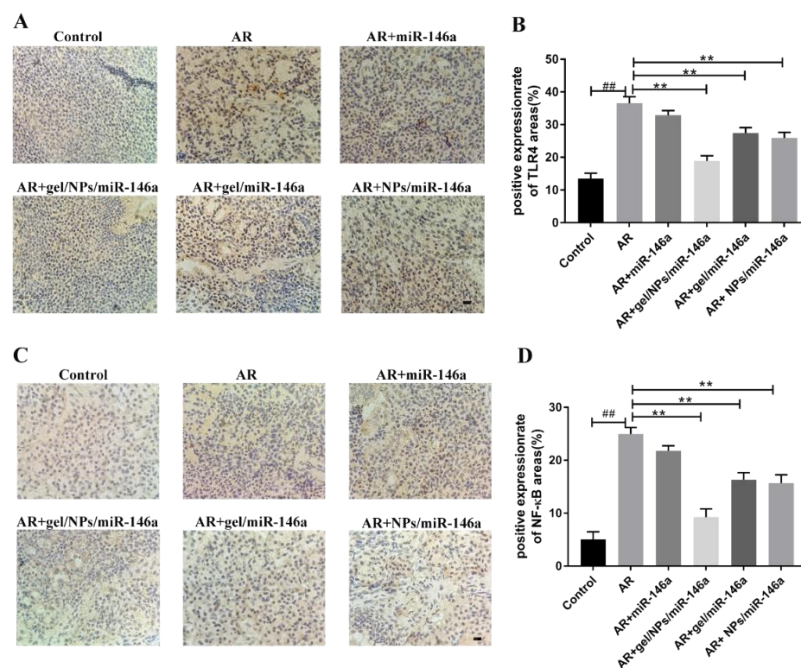 A
Control
AR
AR+miR-146a
AR+gel/NPs/miR-146a
AR+gel/miR-146a
AR+NPs/miR-146a
B
positive expressionrate
of TLR4 areas(%)
50
40
30
20
10
0
##
**
**
**
Control
AR
AR+miR-146a
AR+gel/NPs/miR-146a
AR+gel/miR-146a
AR+ NPs/miR-146a
C
Control
AR
AR+miR-146a
AR+gel/NPs/miR-146a
AR+gel/miR-146a
AR+NPs/miR-146a
D
positive expressionrate
of NF-κB areas(%)
30
20
10
0
##
**
**
**
Control
AR
AR+miR-146a
AR+gel/NPs/miR-146a
AR+gel/miR-146a
AR+ NPs/miR-146a